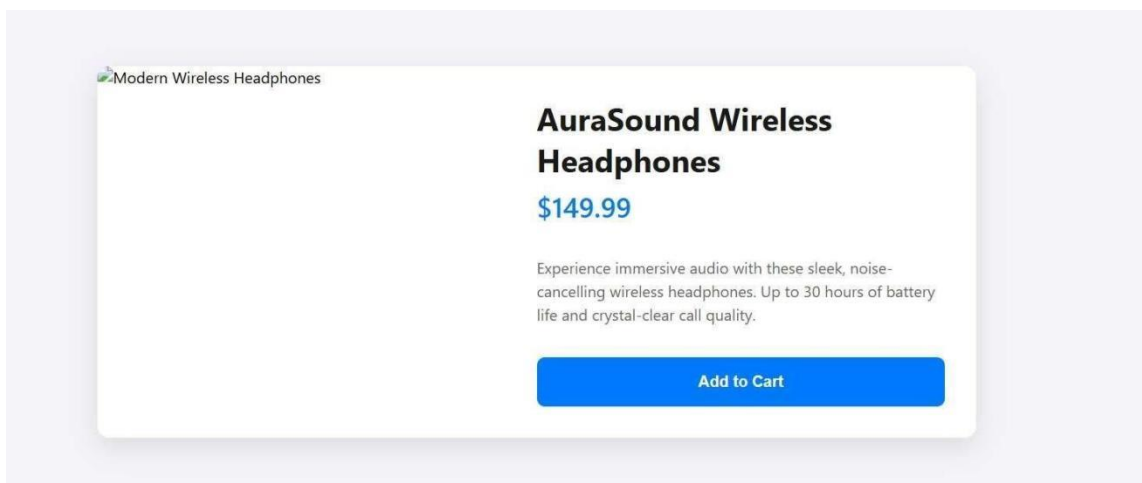 Modern Wireless Headphones
AuraSound Wireless
Headphones
$149.99
Experience immersive audio with these sleek, noise-
cancelling wireless headphones. Up to 30 hours of battery
life and crystal-clear call quality.
Add to Cart